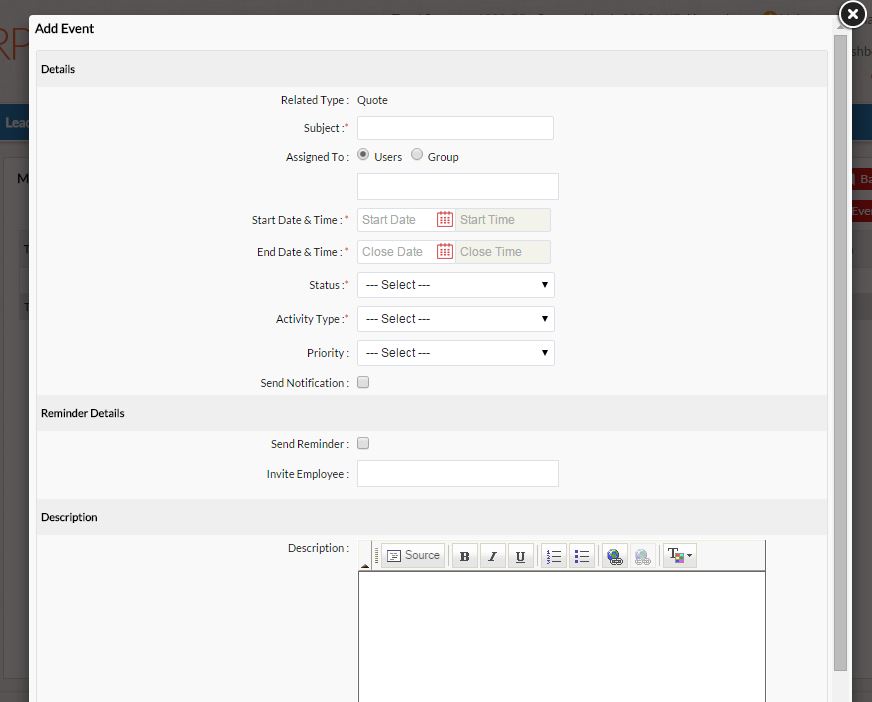 Add Event
Details
Related Type : Quote
Subject :*
Assigned To : Users Group
Start Date & Time : * Start Date Start Time
End Date & Time : * Close Date Close Time
Status :* --- Select ---
Activity Type :* --- Select ---
Priority : --- Select ---
Send Notification :
Reminder Details
Send Reminder :
Invite Employee :
Description
Description : Source B I U